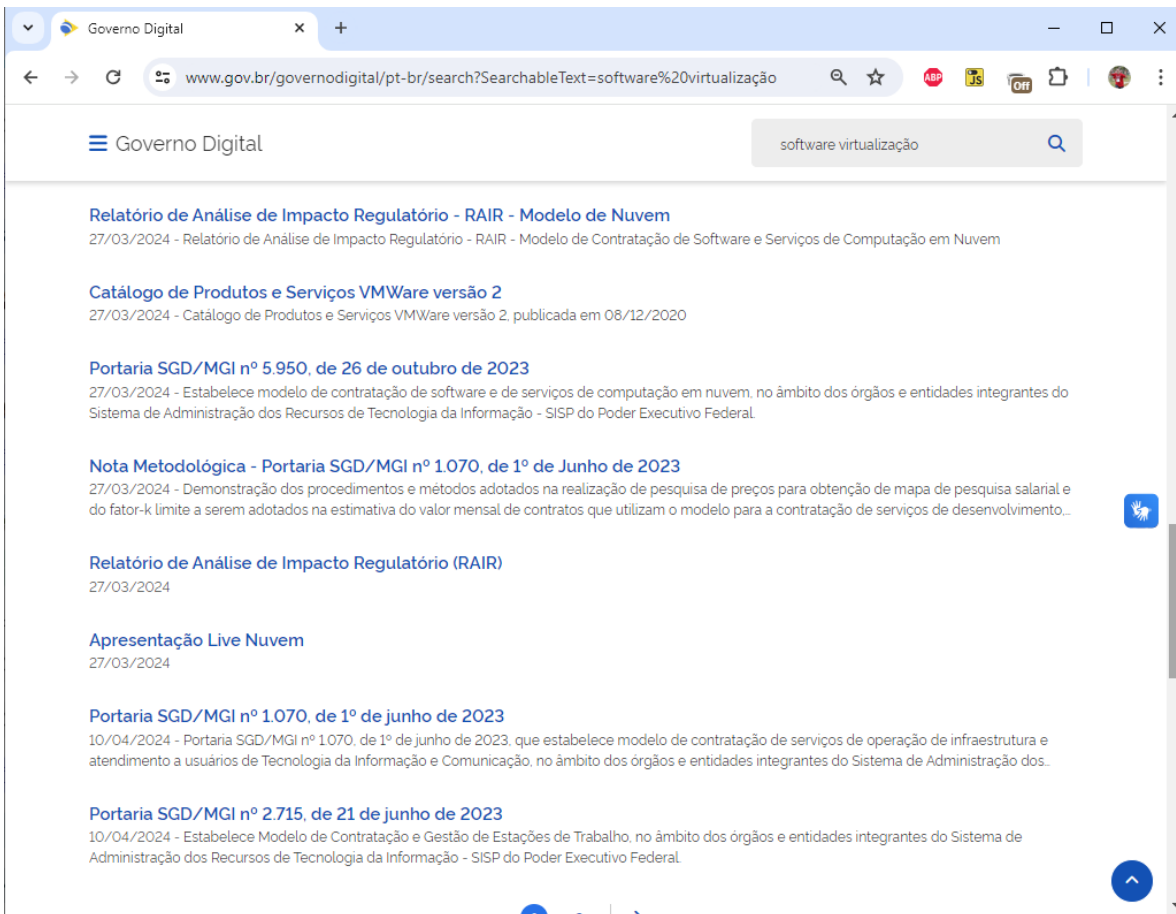 Governo Digital
www.gov.br/governodigital/pt-br/search?SearchableText=software%20virtualização
ABP
JS
Off
Governo Digital
software virtualização
Relatório de Análise de Impacto Regulatório - RAIR - Modelo de Nuvem
27/03/2024 - Relatório de Análise de Impacto Regulatório - RAIR - Modelo de Contratação de Software e Serviços de Computação em Nuvem
Catálogo de Produtos e Serviços VMWare versão 2
27/03/2024 - Catálogo de Produtos e Serviços VMWare versão 2, publicada em 08/12/2020
Portaria SGD/MGI nº 5.950, de 26 de outubro de 2023
27/03/2024 - Estabelece modelo de contratação de software e de serviços de computação em nuvem, no âmbito dos órgãos e entidades integrantes do
Sistema de Administração dos Recursos de Tecnologia da Informação - SISP do Poder Executivo Federal.
Nota Metodológica - Portaria SGD/MGI nº 1.070, de 1º de Junho de 2023
27/03/2024 - Demonstração dos procedimentos e métodos adotados na realização de pesquisa de preços para obtenção de mapa de pesquisa salarial e
do fator-k limite a serem adotados na estimativa do valor mensal de contratos que utilizam o modelo para a contratação de serviços de desenvolvimento,...
Relatório de Análise de Impacto Regulatório (RAIR)
27/03/2024
Apresentação Live Nuvem
27/03/2024
Portaria SGD/MGI nº 1.070, de 1º de junho de 2023
10/04/2024 - Portaria SGD/MGI nº 1.070, de 1º de junho de 2023, que estabelece modelo de contratação de serviços de operação de infraestrutura e
atendimento a usuários de Tecnologia da Informação e Comunicação, no âmbito dos órgãos e entidades integrantes do Sistema de Administração dos...
Portaria SGD/MGI nº 2.715, de 21 de junho de 2023
10/04/2024 - Estabelece Modelo de Contratação e Gestão de Estações de Trabalho, no âmbito dos órgãos e entidades integrantes do Sistema de
Administração dos Recursos de Tecnologia da Informação - SISP do Poder Executivo Federal.